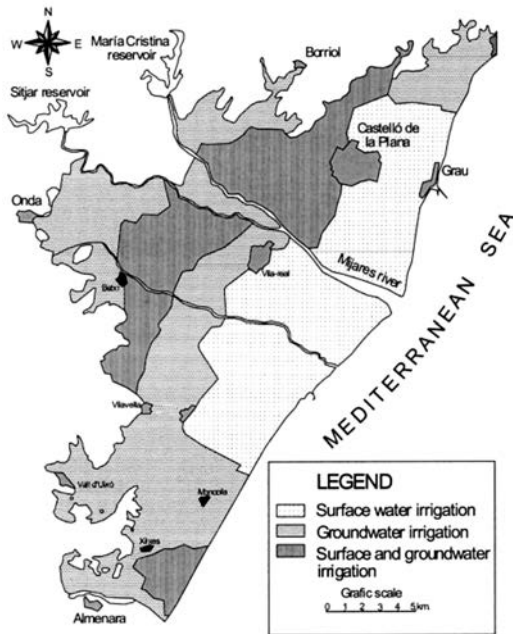 N
W E
S
María Cristina
reservoir
Borriol
Sitjar reservoir
Castelló de
la Plana
Grau
Onda
Mijares river
Vila-real
Betxí
MEDITERRANEAN SEA
Vilavella
Vall d'Uixó
Moncofa
Xilxes
Almenara
LEGEND
Surface water irrigation
Groundwater irrigation
Surface and groundwater
irrigation
Grafic scale
0 1 2 3 4 5 km.